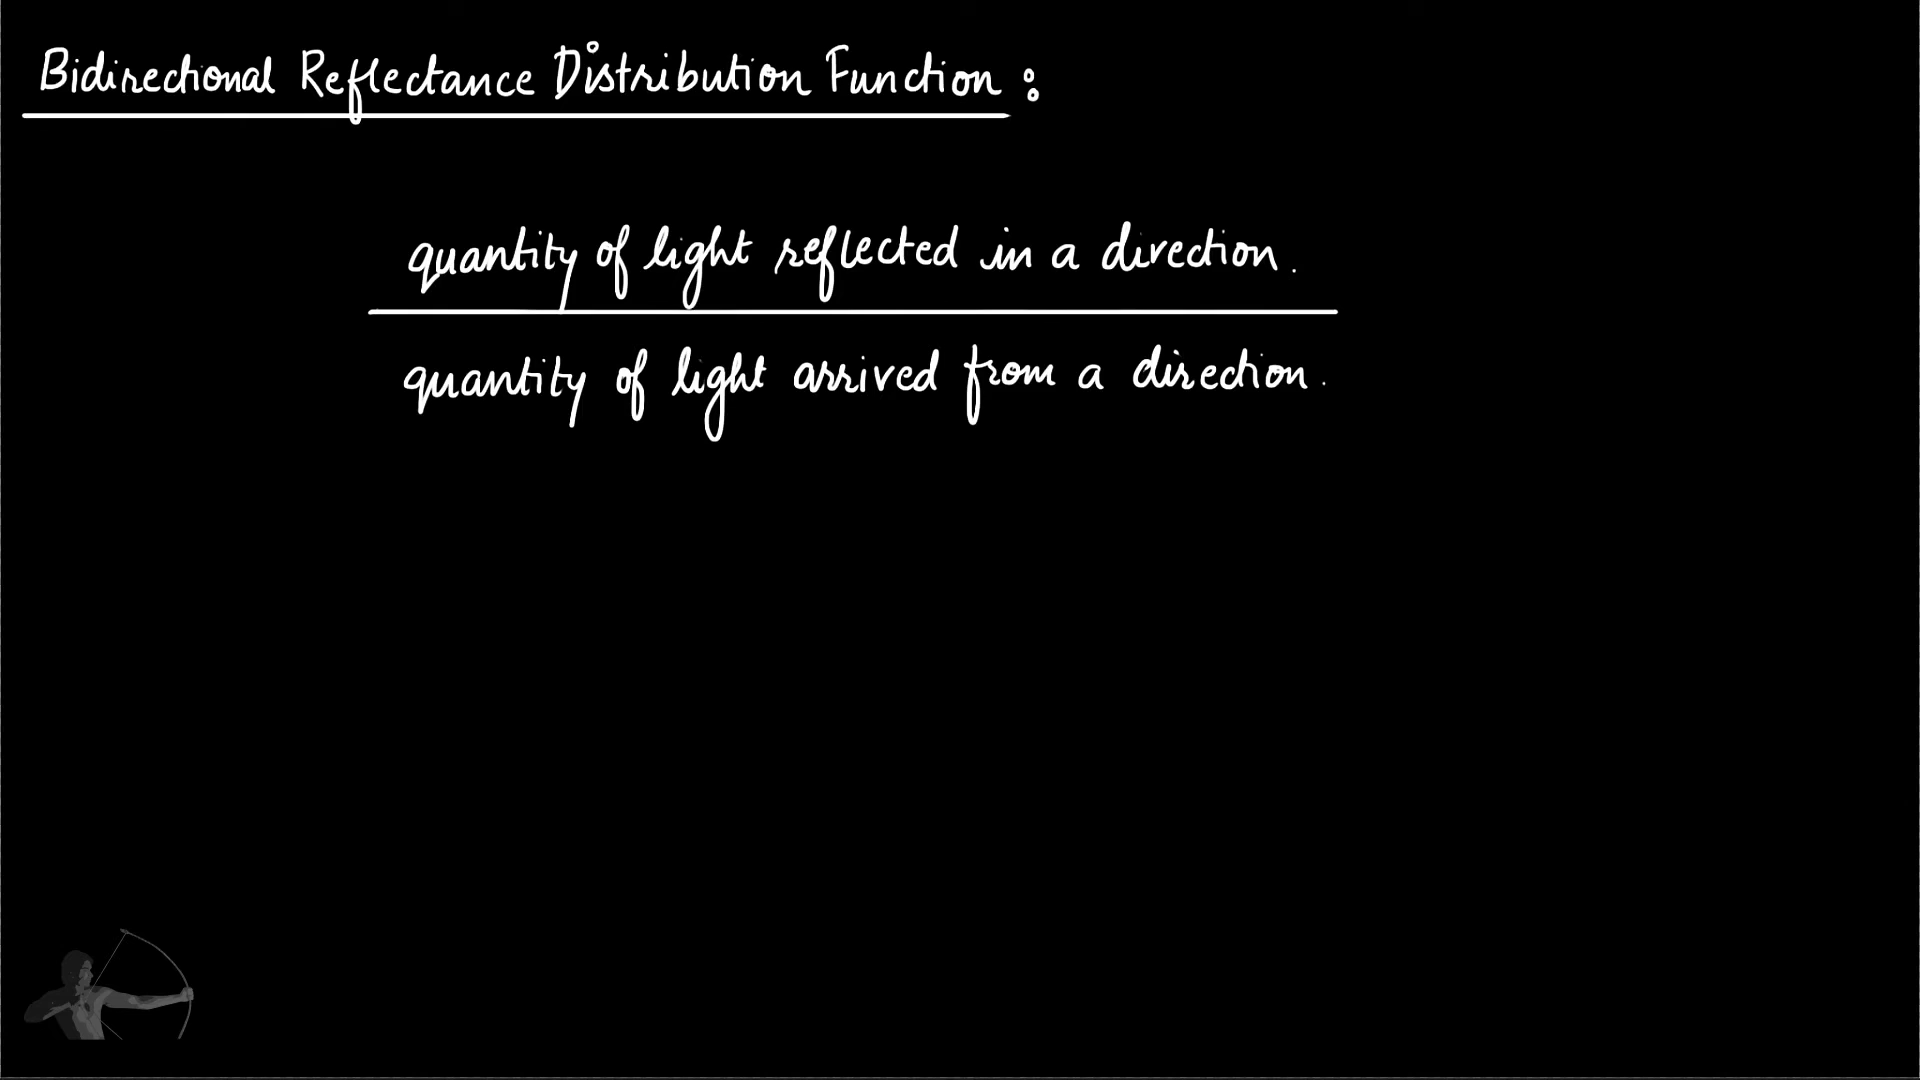 Bidirectional Reflectance Distribution Function :
quantity of light reflected in a direction.
quantity of light arrived from a direction.